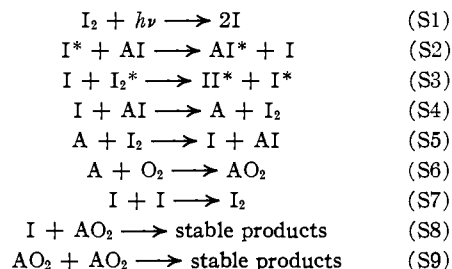 I₂ + hν ⟶ 2I (S1)
I* + AI ⟶ AI* + I (S2)
I + I₂* ⟶ II* + I* (S3)
I + AI ⟶ A + I₂ (S4)
A + I₂ ⟶ I + AI (S5)
A + O₂ ⟶ AO₂ (S6)
I + I ⟶ I₂ (S7)
I + AO₂ ⟶ stable products (S8)
AO₂ + AO₂ ⟶ stable products (S9)